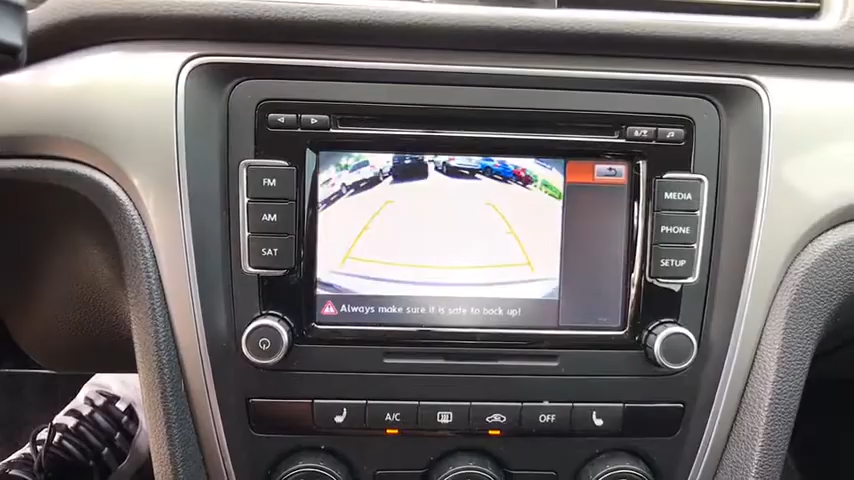 FM
AM
SAT
MEDIA
PHONE
SETUP
Always make sure it is safe to back up!
A/C
OFF